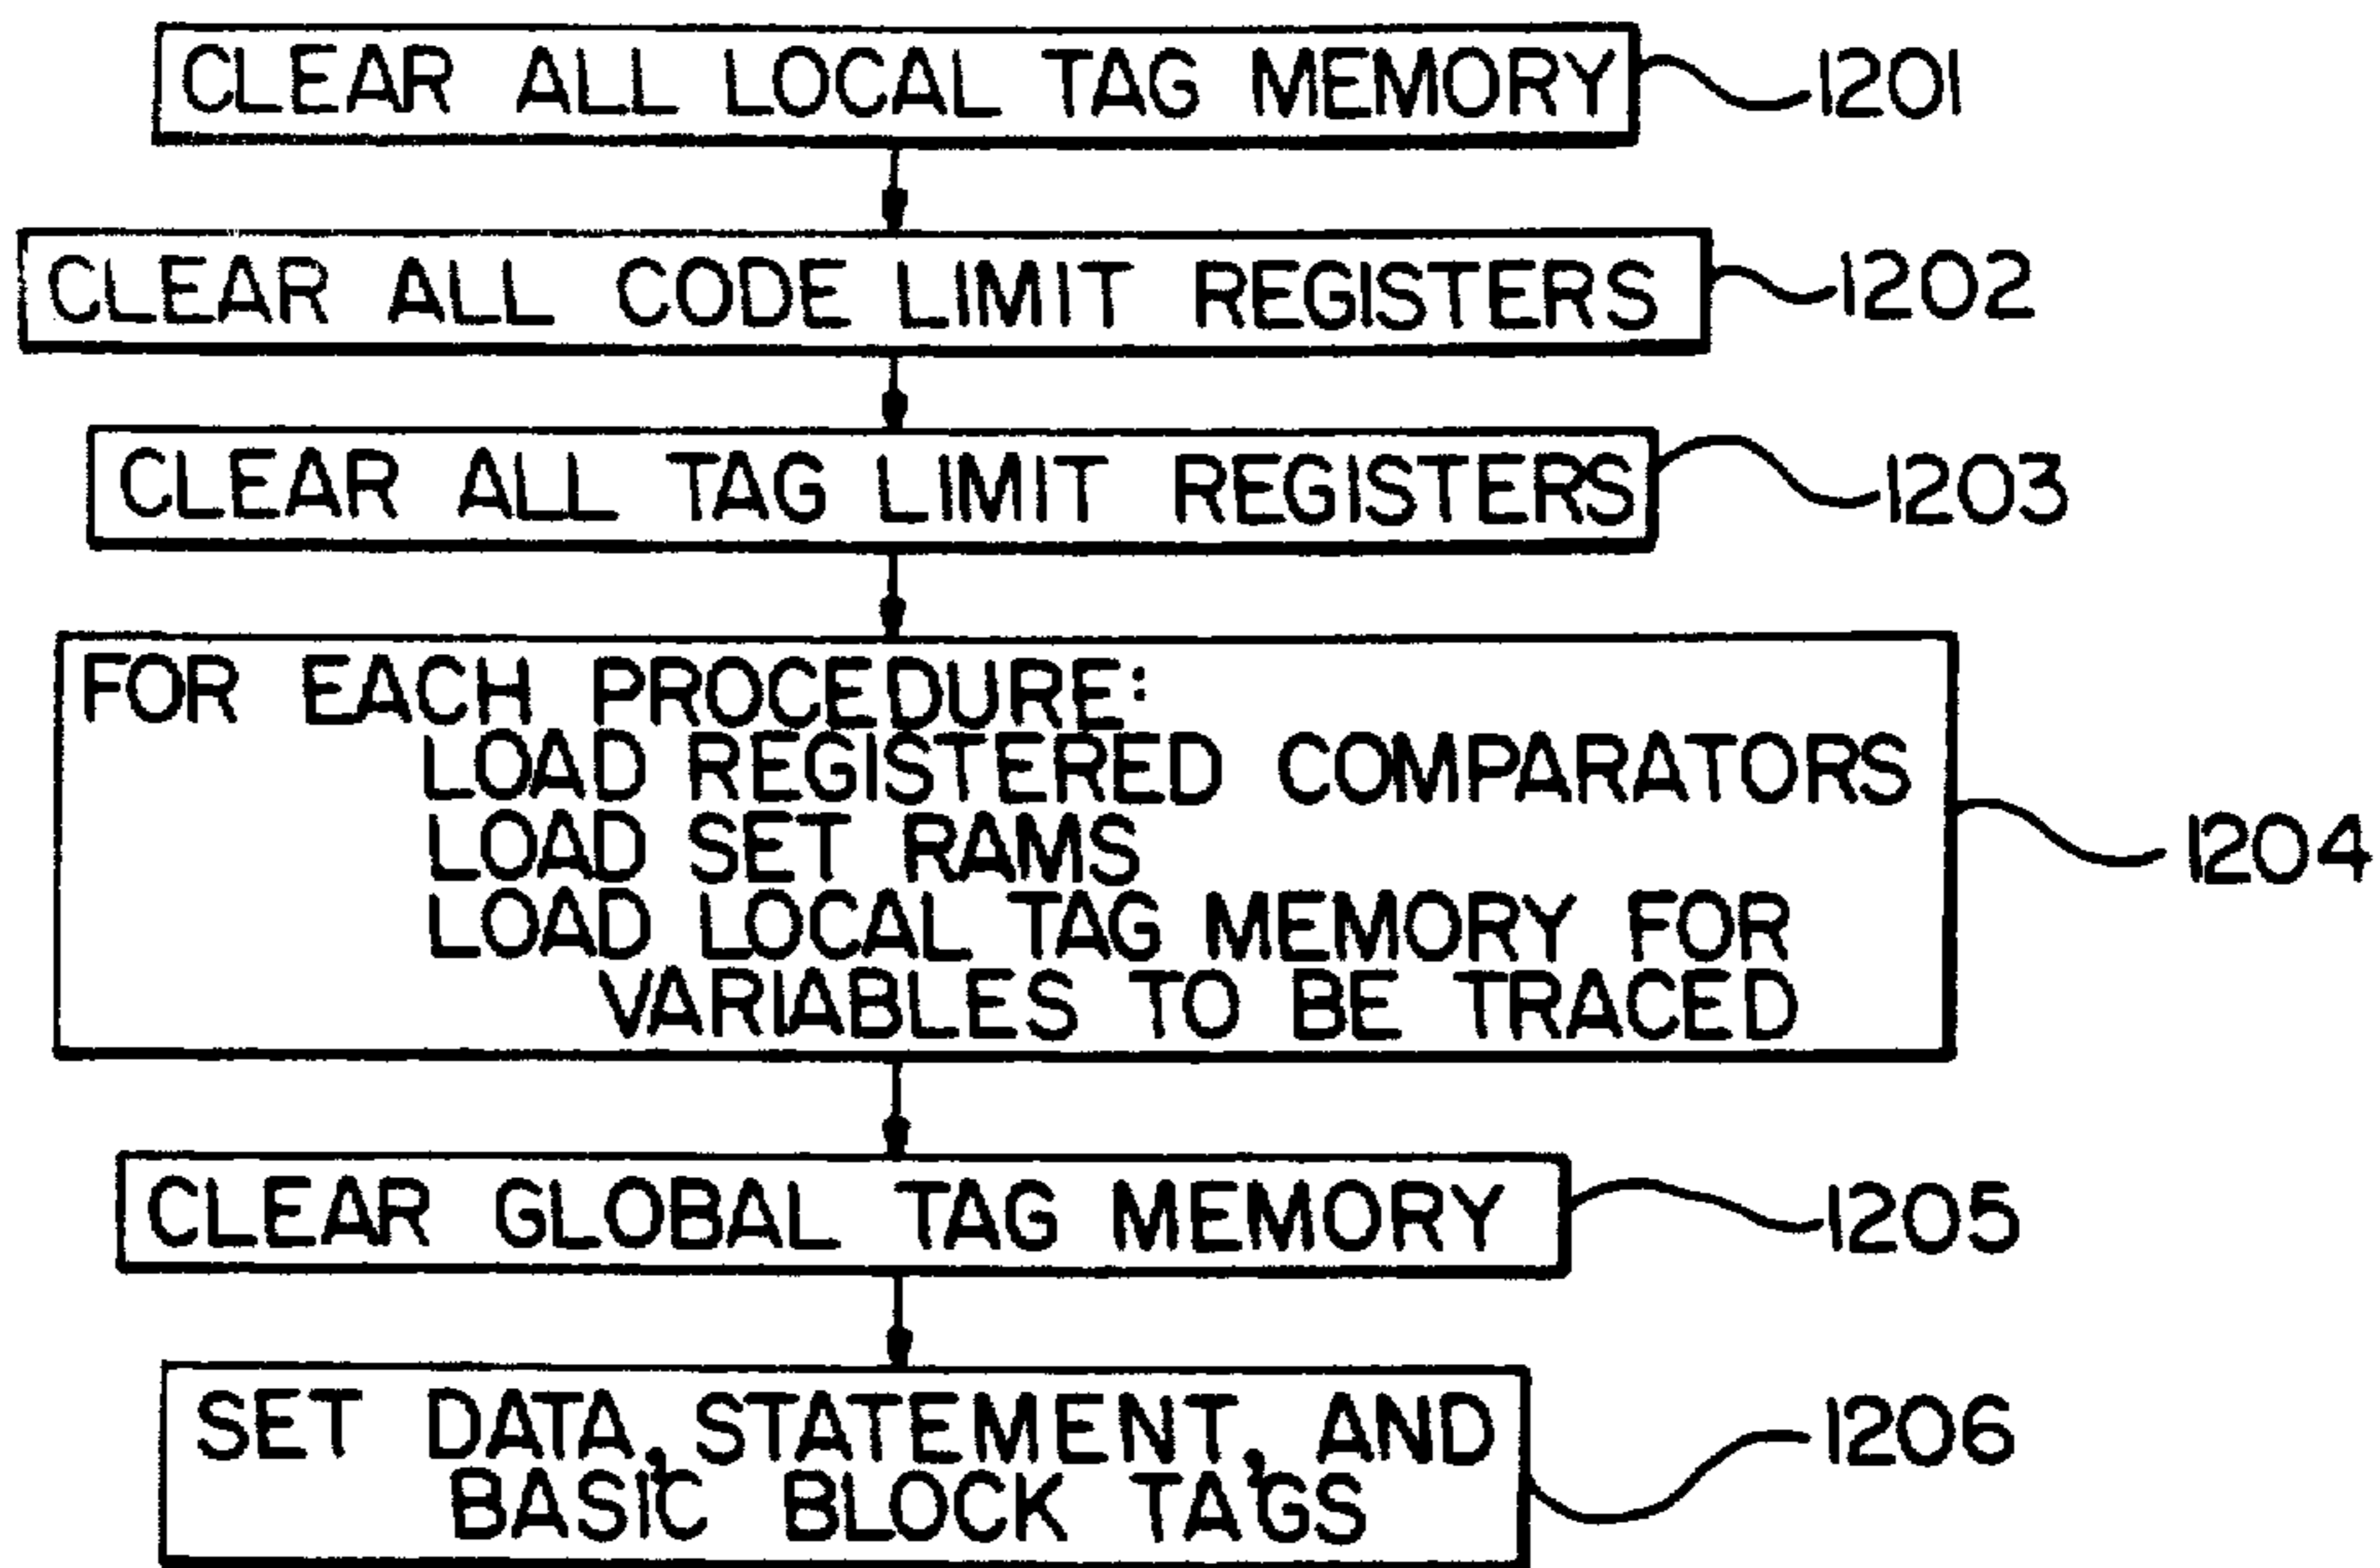 CLEAR ALL LOCAL TAG MEMORY 1201
CLEAR ALL CODE LIMIT REGISTERS 1202
CLEAR ALL TAG LIMIT REGISTERS 1203
FOR EACH PROCEDURE:
LOAD REGISTERED COMPARATORS
LOAD SET RAMS 1204
LOAD LOCAL TAG MEMORY FOR
VARIABLES TO BE TRACED
CLEAR GLOBAL TAG MEMORY 1205
SET DATA, STATEMENT, AND 1206
BASIC BLOCK TAGS